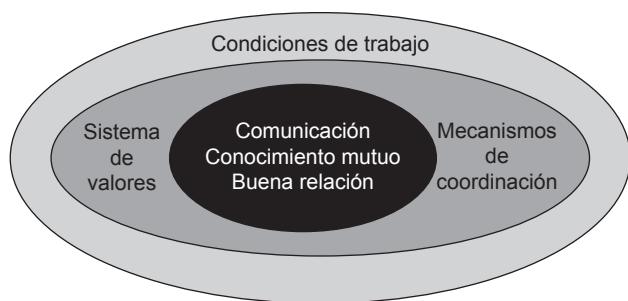 Condiciones de trabajo
Sistema
de
valores
Comunicación
Conocimiento mutuo
Buena relación
Mecanismos
de
coordinación